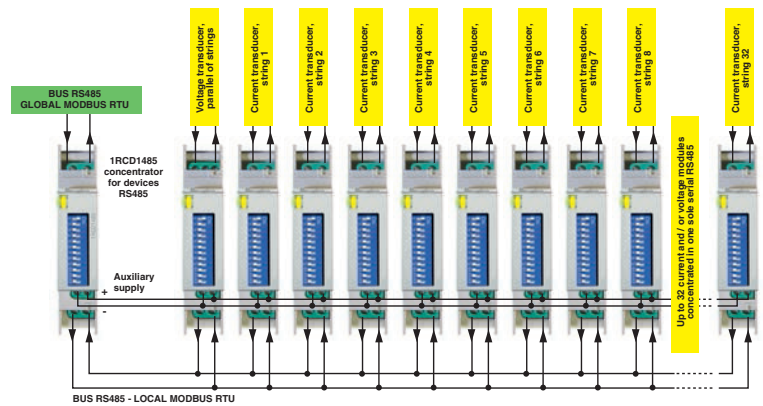 Voltage transducer,
parallel of strings
Current transducer,
string 1
Current transducer,
string 2
Current transducer,
string 3
Current transducer,
string 4
Current transducer,
string 5
Current transducer,
string 6
Current transducer,
string 7
Current transducer,
string 8
Current transducer,
string 32
BUS RS485
GLOBAL MODBUS RTU
1RCD1485
concentrator
for devices
RS485
Up to 32 current and / or voltage modules
concentrated in one sole serial RS485
Auxiliary
supply
+
-
BUS RS485 - LOCAL MODBUS RTU